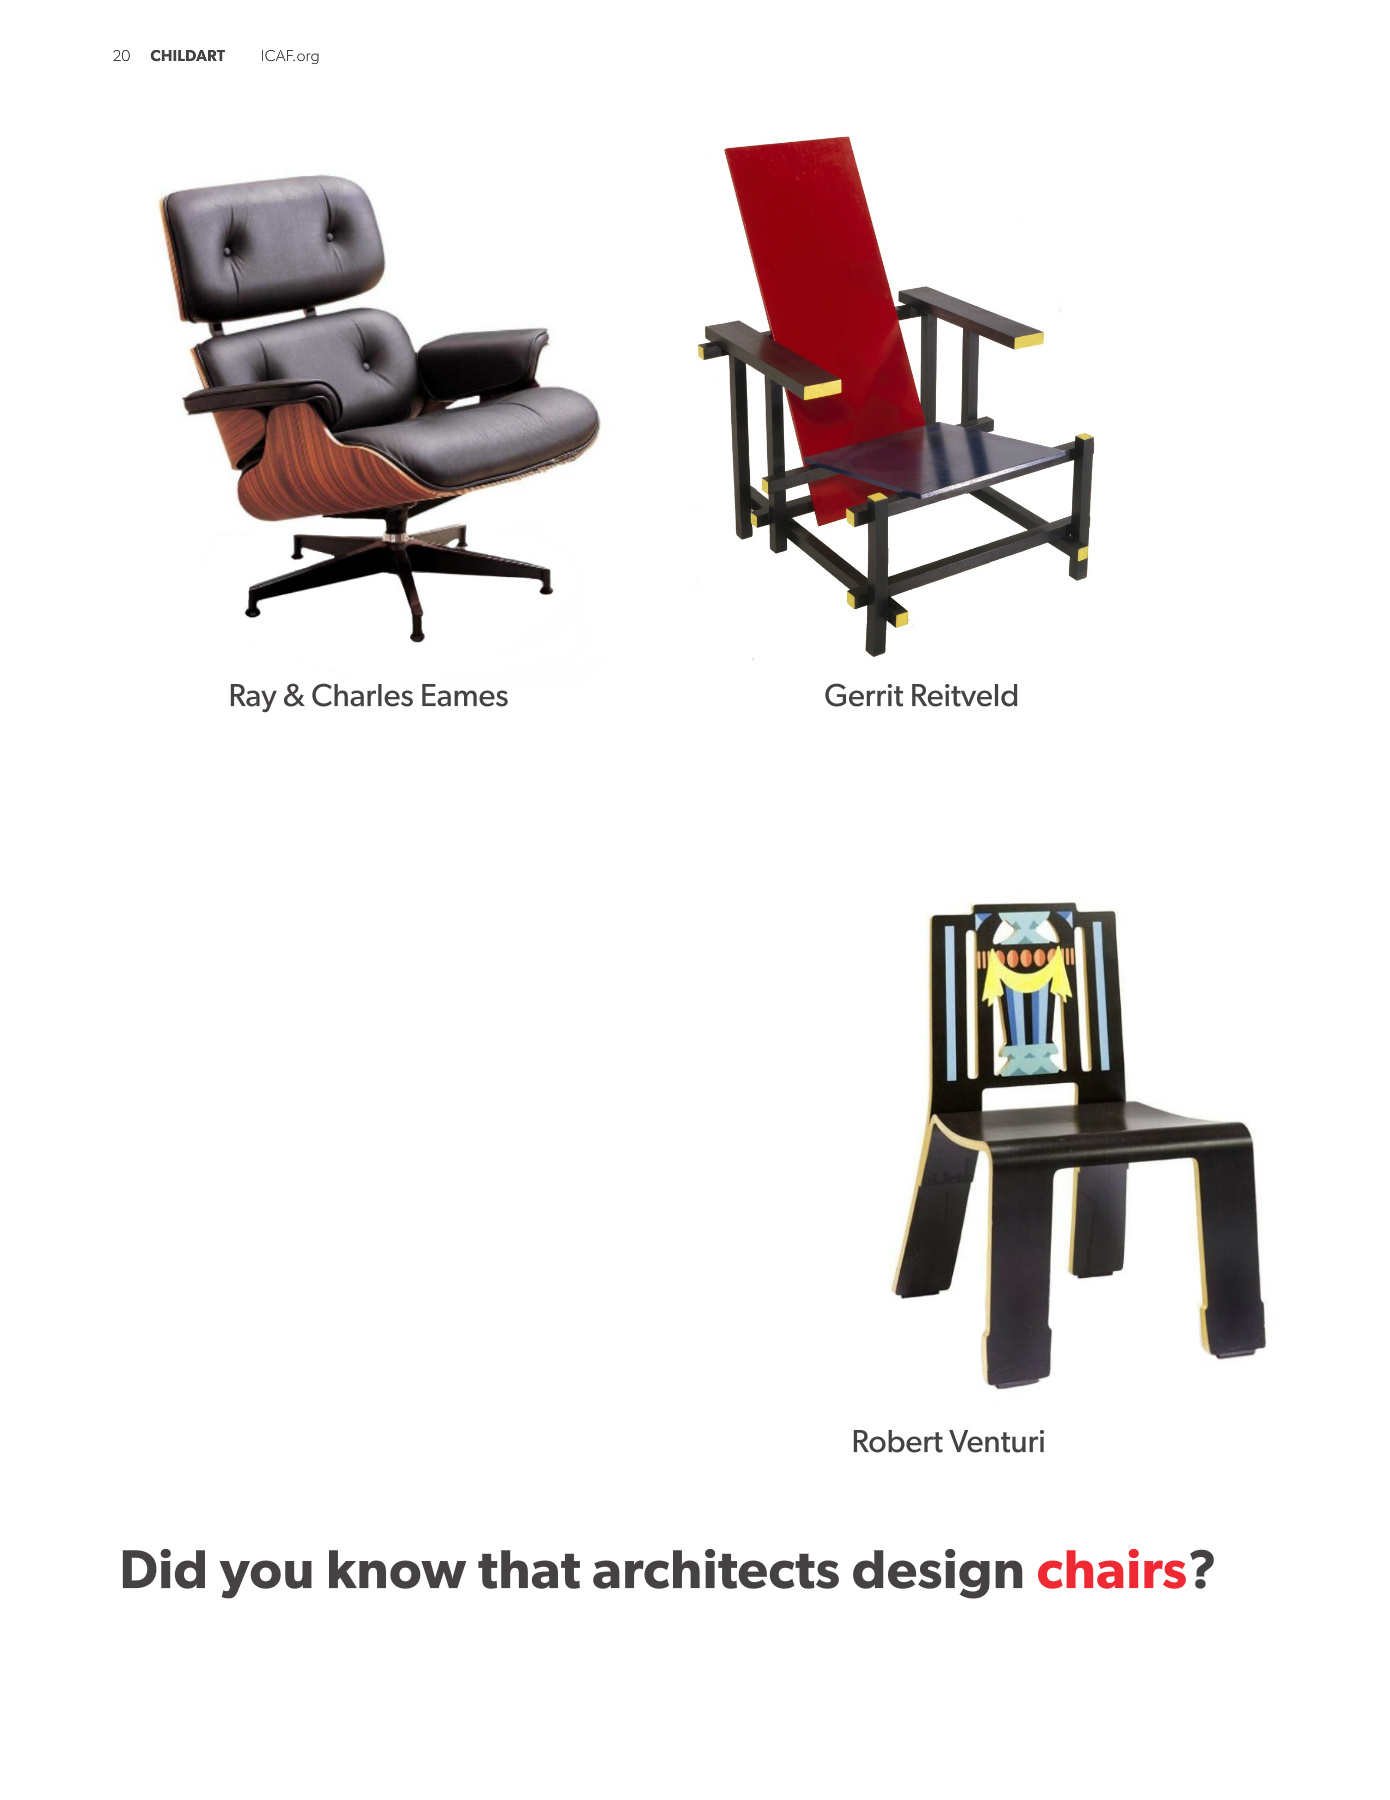 20 CHILDART ICAF.org
Ray & Charles Eames
Gerrit Reitveld
Robert Venturi
Did you know that architects design chairs?